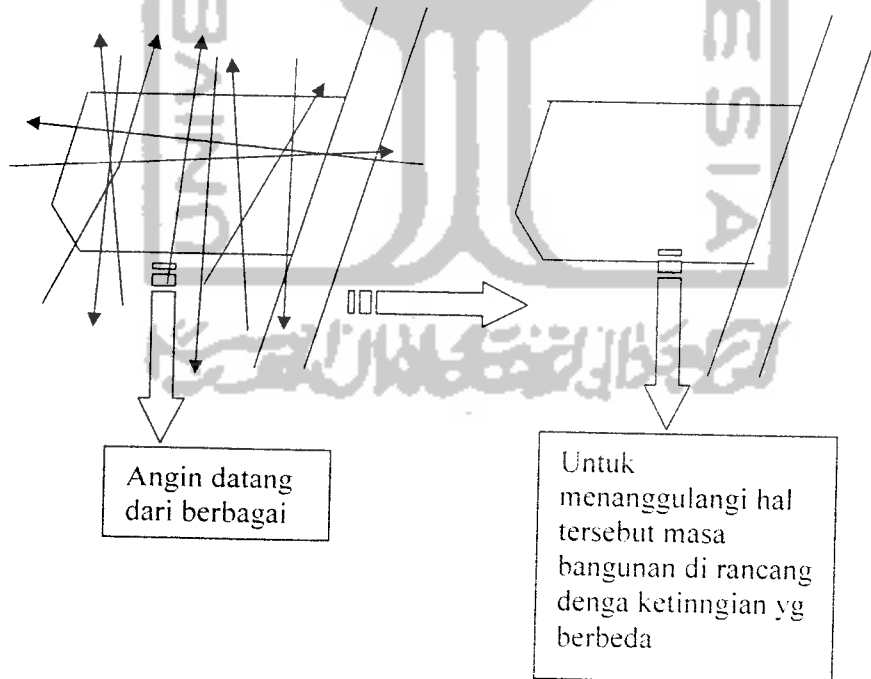 Angin datang
dari berbagai
Untuk
menanggulangi hal
tersebut masa
bangunan di rancang
denga ketinngian yg
berbeda